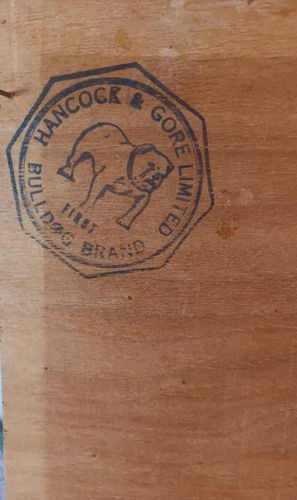 HANCOCK & GORE LIMITED
FIRST
BULLDOG BRAND